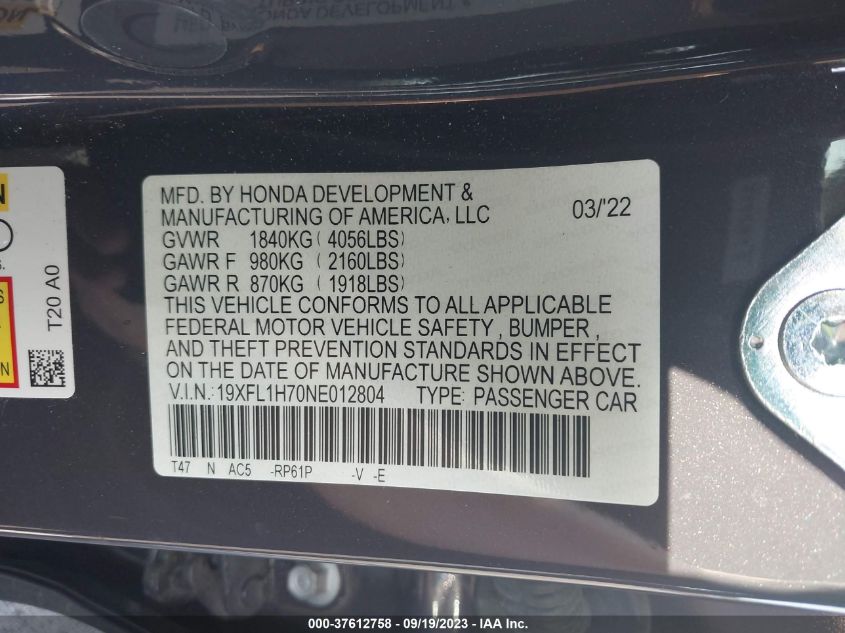 MFD. BY HONDA DEVELOPMENT &
MANUFACTURING OF AMERICA, LLC 03/'22
GVWR 1840KG ( 4056LBS)
GAWR F 980KG ( 2160LBS)
GAWR R 870KG ( 1918LBS)
THIS VEHICLE CONFORMS TO ALL APPLICABLE
FEDERAL MOTOR VEHICLE SAFETY , BUMPER ,
AND THEFT PREVENTION STANDARDS IN EFFECT
ON THE DATE OF MANUFACTURE SHOWN ABOVE.
V.I.N.: 19XFL1H70NE012804 TYPE: PASSENGER CAR
T47 N AC5 -RP61P -V -E
T20 A0
000-37612758 - 09/19/2023 - IAA, Inc.